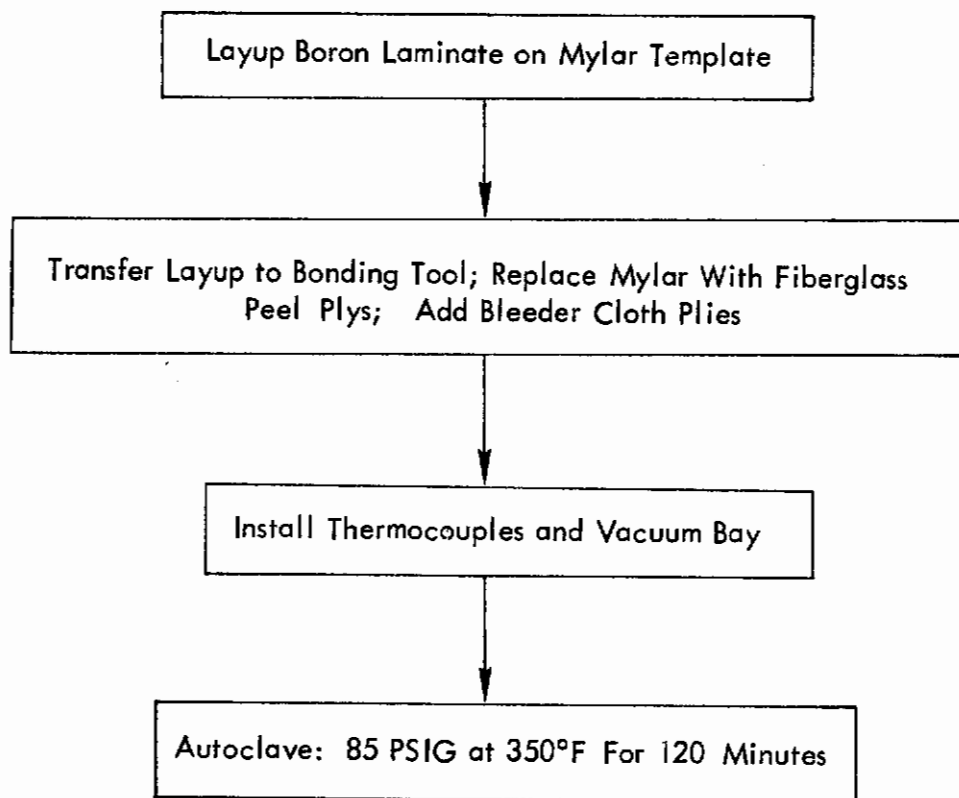 Layup Boron Laminate on Mylar Template
Transfer Layup to Bonding Tool; Replace Mylar With Fiberglass
Peel Plys; Add Bleeder Cloth Plies
Install Thermocouples and Vacuum Bay
Autoclave: 85 PSIG at 350°F For 120 Minutes